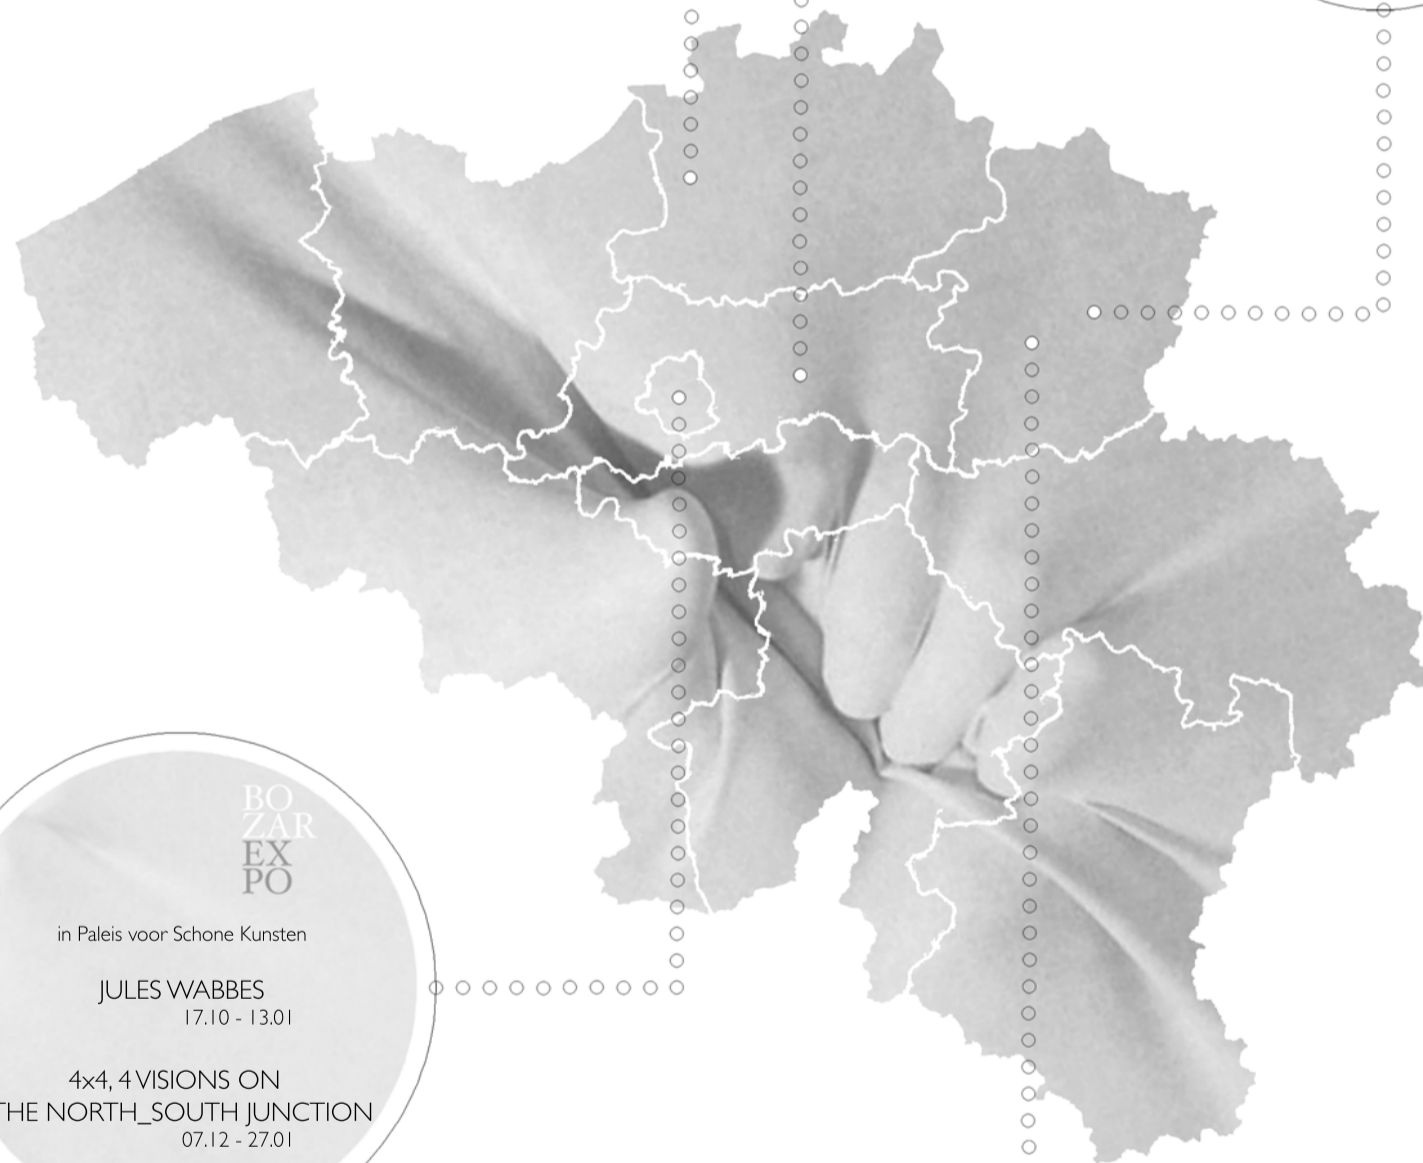 BO
ZAR
EX
PO
in Paleis voor Schone Kunsten
JULES WABBES
17.10 - 13.01
4x4, 4 VISIONS ON
THE NORTH_SOUTH JUNCTION
07.12 - 27.01